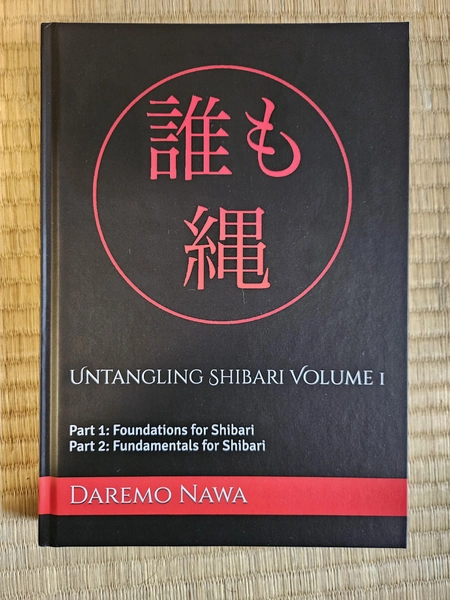 誰も
縄
Untangling Shibari Volume 1
Part 1: Foundations for Shibari
Part 2: Fundamentals for Shibari
Daremo Nawa